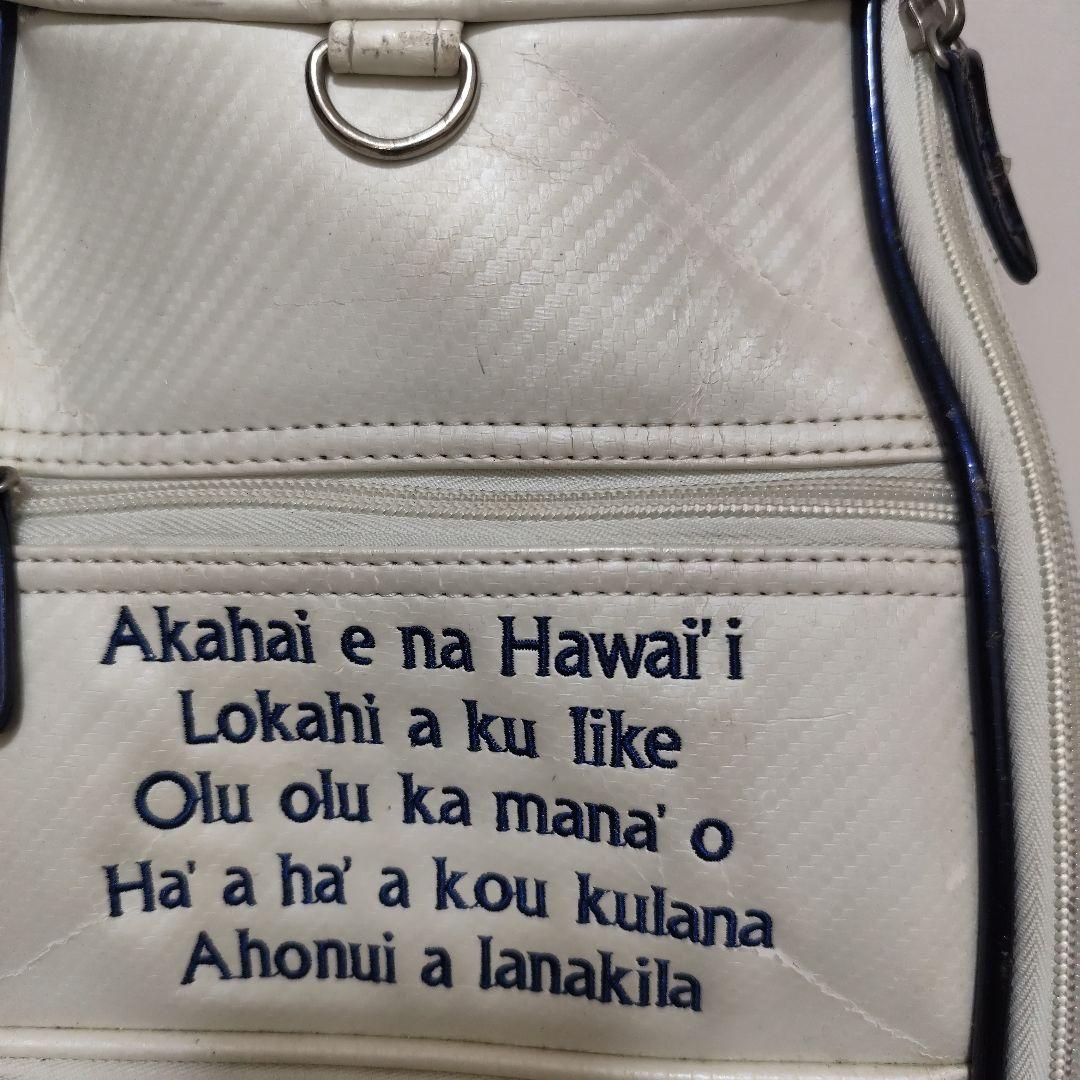 Akahai e na Hawai'i
Lokahi a ku like
Olu olu ka mana' o
Ha' a ha' a kou kulana
Ahonui a lanakila